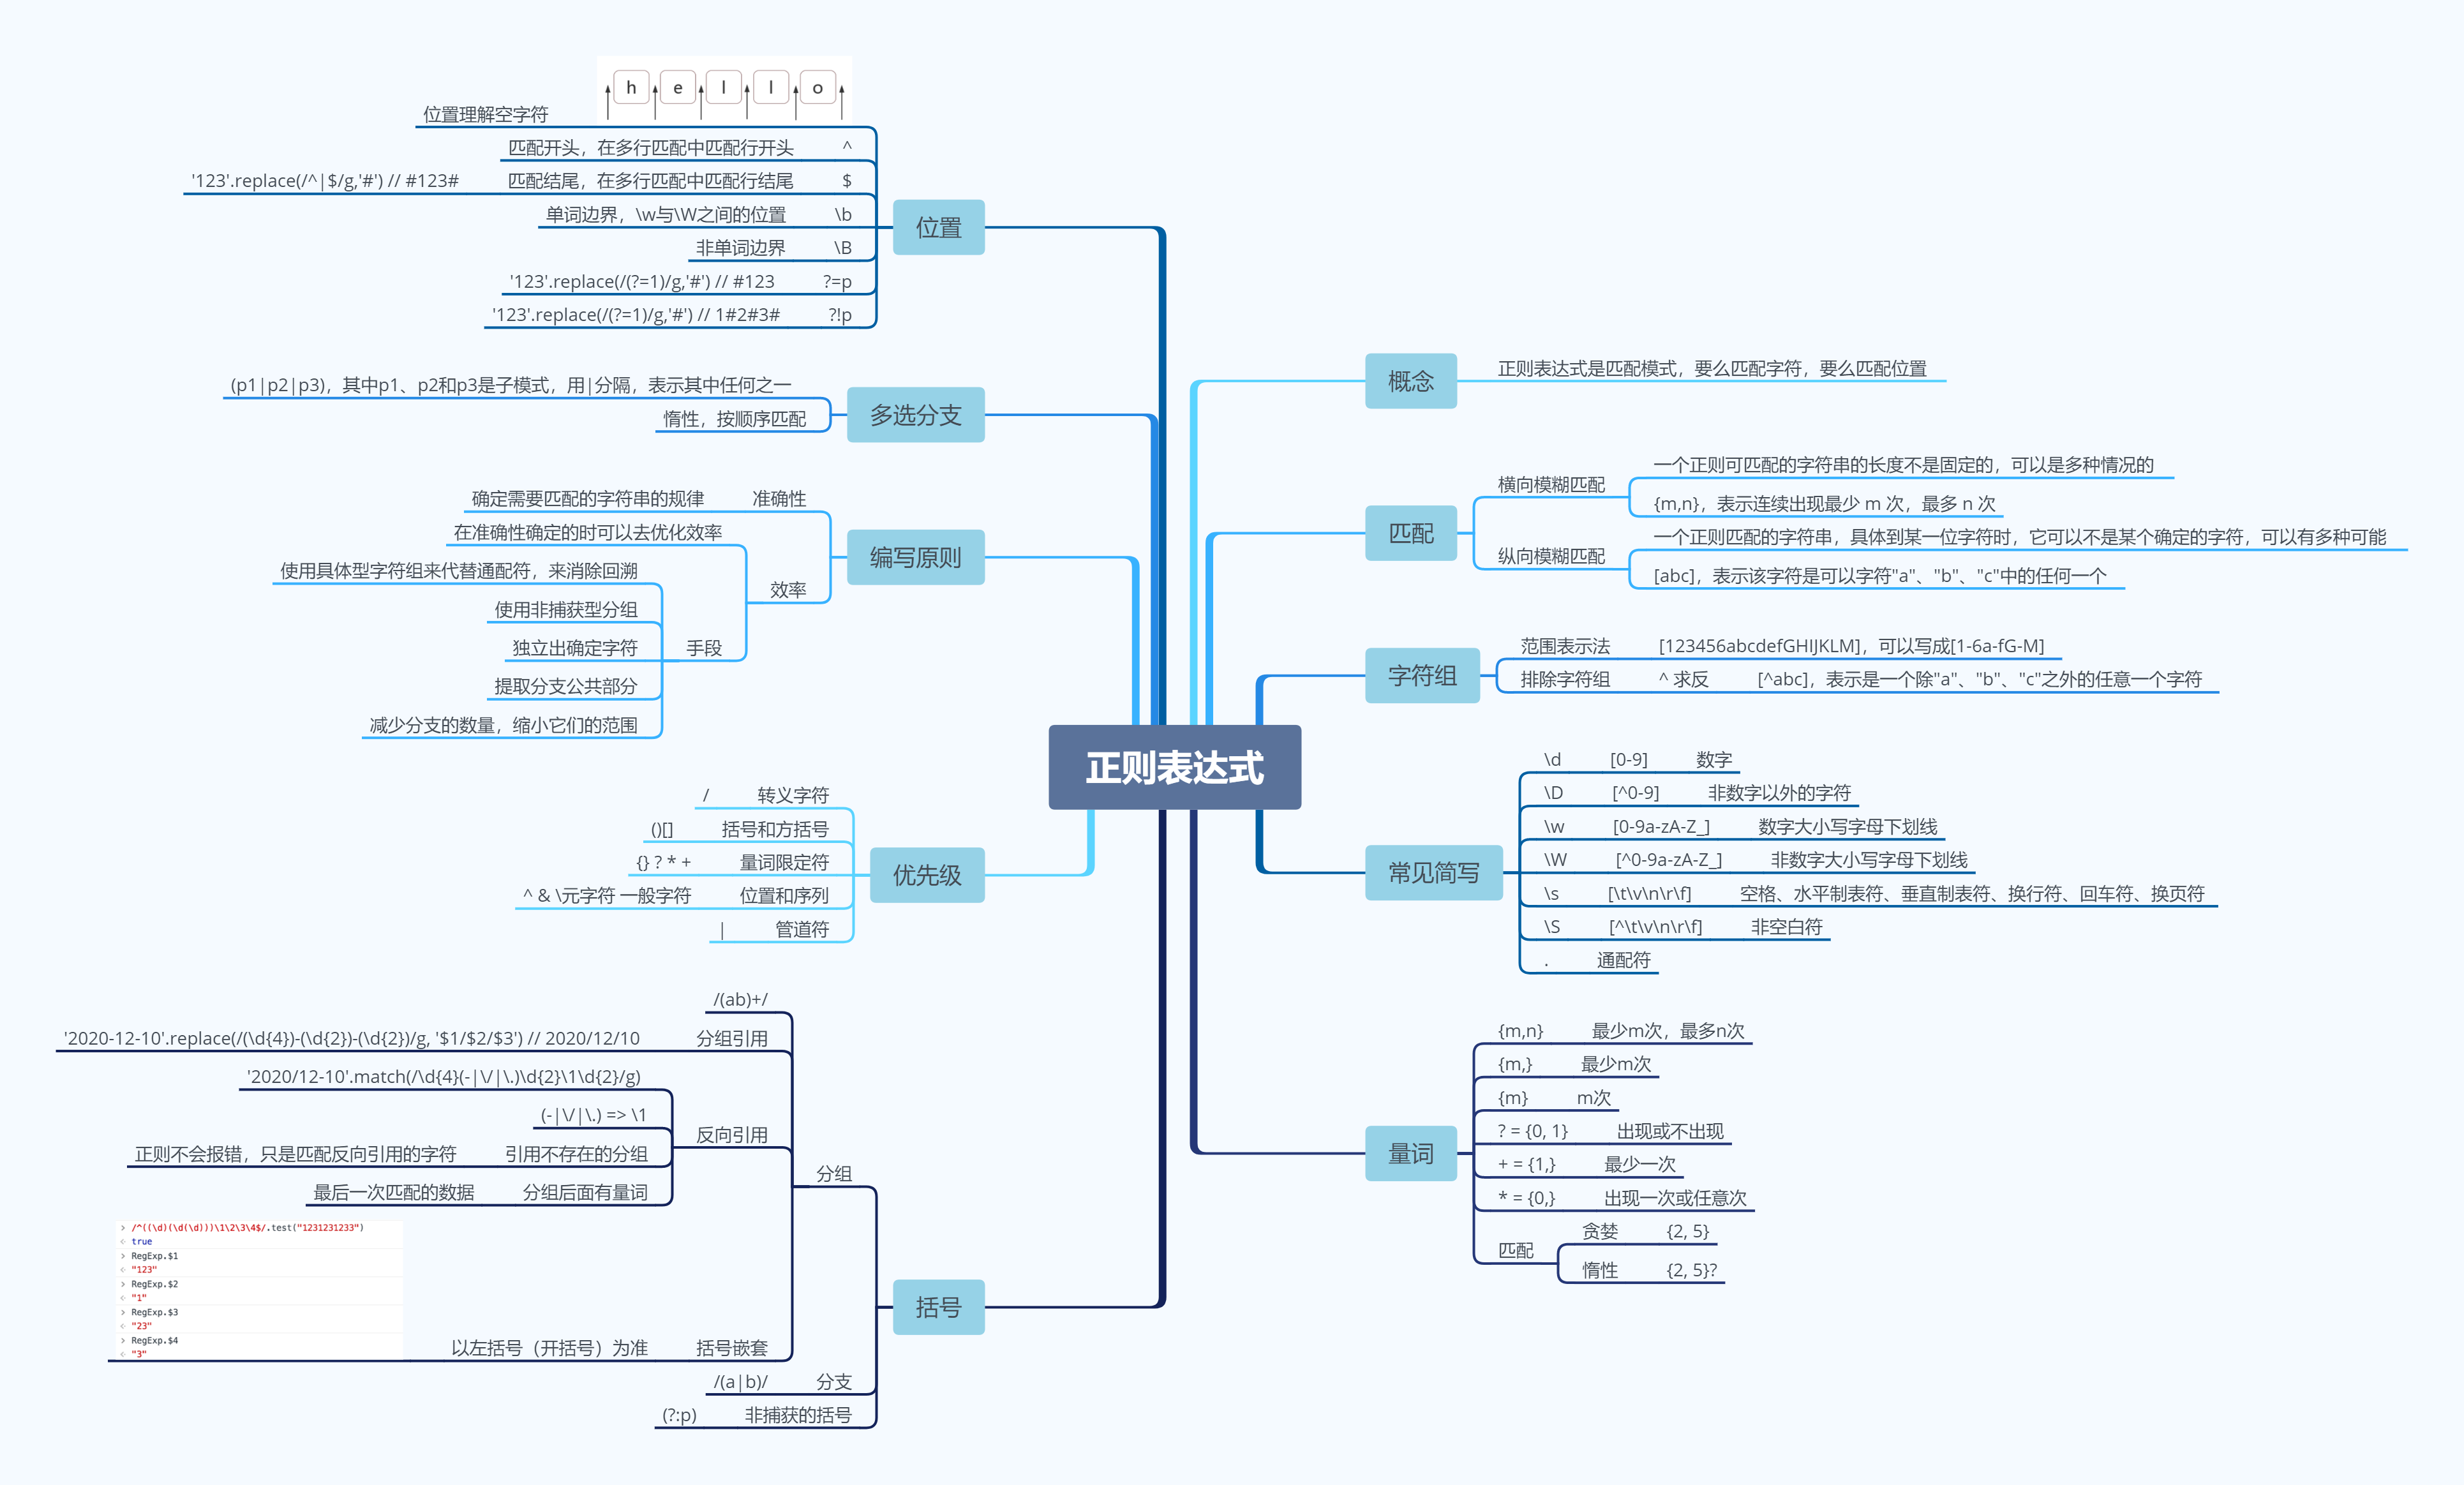 正则表达式
概念
正则表达式是匹配模式，要么匹配字符，要么匹配位置
匹配
横向模糊匹配
一个正则可匹配的字符串的长度不是固定的，可以是多种情况的
{m,n}，表示连续出现最少 m 次，最多 n 次
纵向模糊匹配
一个正则匹配的字符串，具体到某一位字符时，它可以不是某个确定的字符，可以有多种可能
[abc]，表示该字符是可以字符"a"、"b"、"c"中的任何一个
字符组
范围表示法 [123456abcdefGHIJKLM]，可以写成[1-6a-fG-M]
排除字符组 ^ 求反 [^abc]，表示是一个除"a"、"b"、"c"之外的任意一个字符
常见简写
\d [0-9] 数字
\D [^0-9] 非数字以外的字符
\w [0-9a-zA-Z_] 数字大小写字母下划线
\W [^0-9a-zA-Z_] 非数字大小写字母下划线
\s [\t\v\n\r\f] 空格、水平制表符、垂直制表符、换行符、回车符、换页符
\S [^\t\v\n\r\f] 非空白符
. 通配符
量词
{m,n} 最少m次，最多n次
{m,} 最少m次
{m} m次
? = {0, 1} 出现或不出现
+ = {1,} 最少一次
* = {0,} 出现一次或任意次
匹配
贪婪 {2, 5}
惰性 {2, 5}?
位置
h e l l o
位置理解空字符
匹配开头，在多行匹配中匹配行开头 ^
'123'.replace(/^|$/g,'#') // #123# 匹配结尾，在多行匹配中匹配行结尾 $
单词边界，\w与\W之间的位置 \b
非单词边界 \B
'123'.replace(/(?=1)/g,'#') // #123 ?=p
'123'.replace(/(?=1)/g,'#') // 1#2#3# ?!p
多选分支
(p1|p2|p3)，其中p1、p2和p3是子模式，用|分隔，表示其中任何之一
惰性，按顺序匹配
编写原则
确定需要匹配的字符串的规律 准确性
效率
在准确性确定的时可以去优化效率
手段
使用具体型字符组来代替通配符，来消除回溯
使用非捕获型分组
独立出确定字符
提取分支公共部分
减少分支的数量，缩小它们的范围
优先级
/ 转义字符
()[] 括号和方括号
{} ? * + 量词限定符
^ & \元字符 一般字符 位置和序列
| 管道符
括号
分组
/(ab)+/
'2020-12-10'.replace(/(\d{4})-(\d{2})-(\d{2})/g, '$1/$2/$3') // 2020/12/10 分组引用
反向引用
'2020/12-10'.match(/\d{4}(-|\/|\.)\d{2}\1\d{2}/g)
(-|\/|\.) => \1
正则不会报错，只是匹配反向引用的字符 引用不存在的分组
最后一次匹配的数据 分组后面有量词
> /^((\d)(\d(\d)))\1\2\3\4$/.test("1231231233")
< true
> RegExp.$1
< "123"
> RegExp.$2
< "1"
> RegExp.$3
< "23"
> RegExp.$4
< "3"
以左括号（开括号）为准 括号嵌套
/(a|b)/ 分支
(?:p) 非捕获的括号